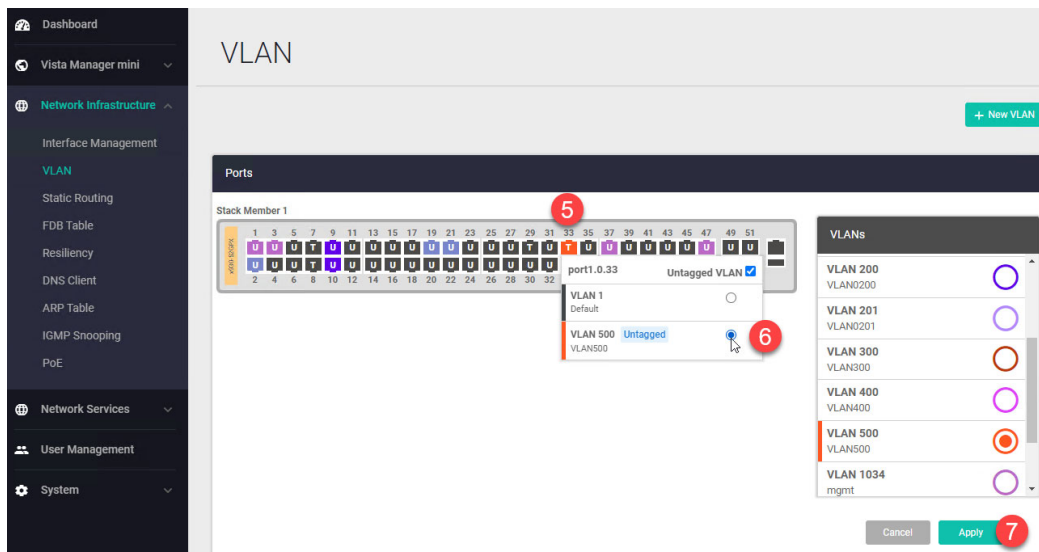 Dashboard
Vista Manager mini
Network Infrastructure
Interface Management
VLAN
Static Routing
FDB Table
Resiliency
DNS Client
ARP Table
IGMP Snooping
PoE
Network Services
User Management
System
VLAN
+ New VLAN
Ports
Stack Member 1
5
1 3 5 7 9 11 13 15 17 19 21 23 25 27 29 31 33 35 37 39 41 43 45 47 49 51
U U U T U U U U U U U U U U T U T U U U U U U U U U
U U U T U U U U U U U U U U U U
2 4 6 8 10 12 14 16 18 20 22 24 26 28 30 32
port1.0.33 Untagged VLAN
VLAN 1
Default
VLAN 500 Untagged
VLAN500
6
VLANs
VLAN 200
VLAN0200
VLAN 201
VLAN0201
VLAN 300
VLAN300
VLAN 400
VLAN400
VLAN 500
VLAN500
VLAN 1034
mgmt
Cancel
Apply
7